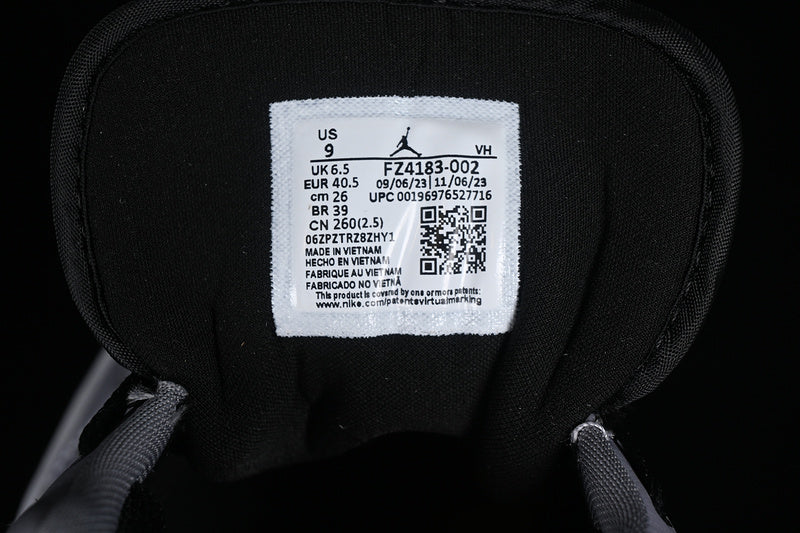 US
9
VH
UK 6.5
FZ4183-002
EUR 40.5
09/06/23 | 11/06/23
cm 26
UPC 00196976527716
BR 39
CN 260(2.5)
06ZPZTRZ8ZHY1
MADE IN VIETNAM
HECHO EN VIETNAM
FABRIQUE AU VIETNAM
FABRICADO NO VIETNÃ
This product is covered by one or more patents:
www.nike.com/patentsvirtualmarking